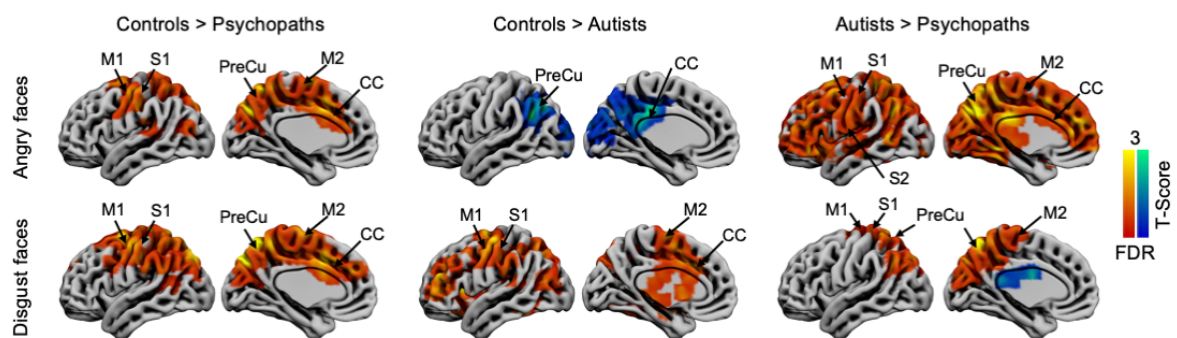 Controls > Psychopaths Controls > Autists Autists > Psychopaths
Angry faces
M1 S1 PreCu M2 CC
PreCu CC
M1 S1 PreCu M2 CC S2
3
T-Score
FDR
Disgust faces
M1 S1 PreCu M2 CC
M1 S1 M2 CC
M1 S1 PreCu M2